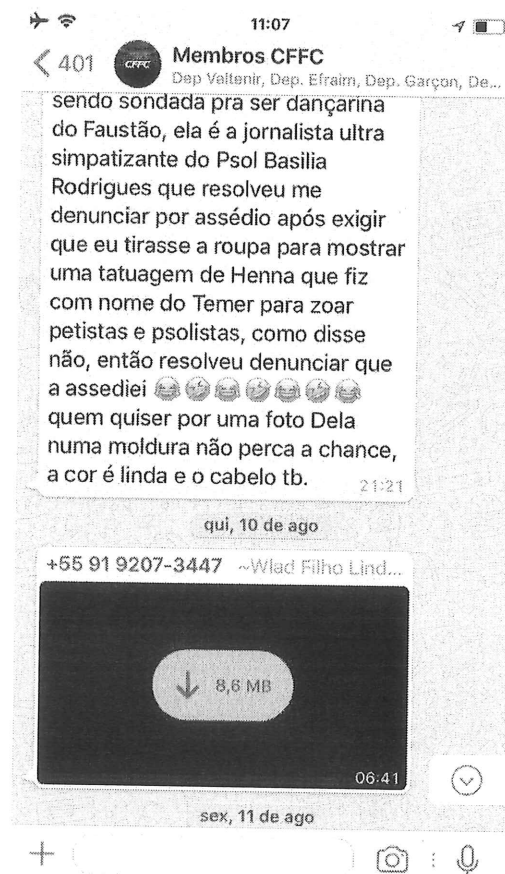 11:07
401
CFFC
Membros CFFC
Dep Valtenir, Dep. Efraim, Dep. Garçon, De...
sendo sondada pra ser dançarina
do Faustão, ela é a jornalista ultra
simpatizante do Psol Basilia
Rodrigues que resolveu me
denunciar por assédio após exigir
que eu tirasse a roupa para mostrar
uma tatuagem de Henna que fiz
com nome do Temer para zoar
petistas e psolistas, como disse
não, então resolveu denunciar que
a assediei 😂🤣😂🤣😂🤣😂
quem quiser por uma foto Dela
numa moldura não perca a chance,
a cor é linda e o cabelo tb.
21:21
qui, 10 de ago
+55 91 9207-3447 ~Wlad Filho Lind...
8,6 MB
06:41
sex, 11 de ago